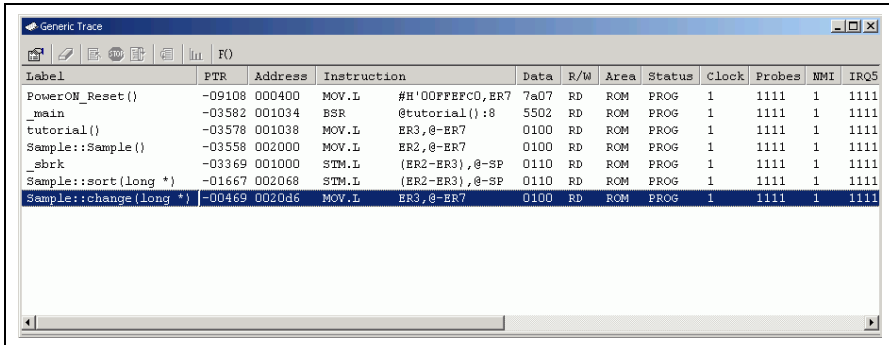 Generic Trace
STOP F()
Label PTR Address Instruction Data R/W Area Status Clock Probes NMI IRQ5
PowerON_Reset() -09108 000400 MOV.L #H'00FFEFC0,ER7 7a07 RD ROM PROG 1 1111 1 1111
_main -03582 001034 BSR @tutorial():8 5502 RD ROM PROG 1 1111 1 1111
tutorial() -03578 001038 MOV.L ER3,@-ER7 0100 RD ROM PROG 1 1111 1 1111
Sample::Sample() -03558 002000 MOV.L ER2,@-ER7 0100 RD ROM PROG 1 1111 1 1111
_sbrk -03369 001000 STM.L (ER2-ER3),@-SP 0110 RD ROM PROG 1 1111 1 1111
Sample::sort(long *) -01667 002068 STM.L (ER2-ER3),@-SP 0110 RD ROM PROG 1 1111 1 1111
Sample::change(long *) -00469 0020d6 MOV.L ER3,@-ER7 0100 RD ROM PROG 1 1111 1 1111